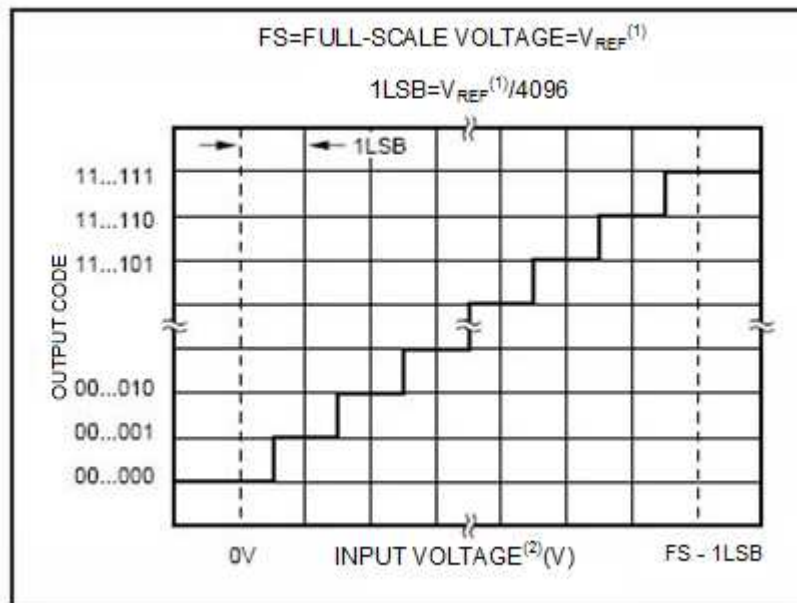 FS=FULL-SCALE VOLTAGE=VREF(1)
1LSB=VREF(1)/4096
1LSB
11...111
11...110
11...101
OUTPUT CODE
00...010
00...001
00...000
0V
INPUT VOLTAGE(2)(V)
FS - 1LSB